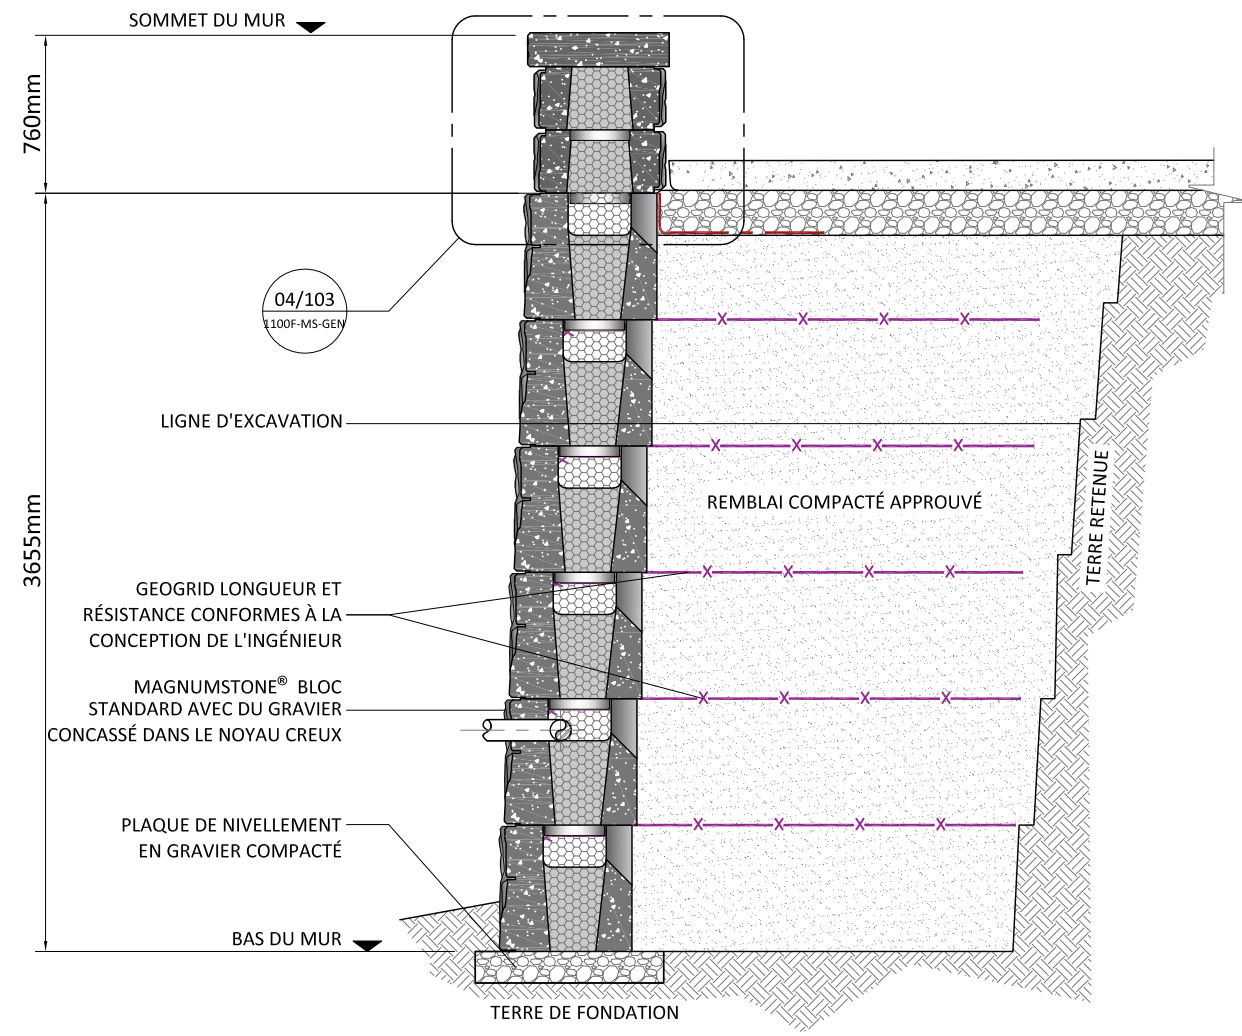 SOMMET DU MUR
760mm
04/103
1100F-MS-GEN
LIGNE D'EXCAVATION
REMBLAI COMPACTÉ APPROUVÉ
TERRE RETENUE
3655mm
GEOGRID LONGUEUR ET
RÉSISTANCE CONFORMES À LA
CONCEPTION DE L'INGÉNIEUR
MAGNUMSTONE® BLOC
STANDARD AVEC DU GRAVIER
CONCASSÉ DANS LE NOYAU CREUX
PLAQUE DE NIVELLEMENT
EN GRAVIER COMPACTÉ
BAS DU MUR
TERRE DE FONDATION